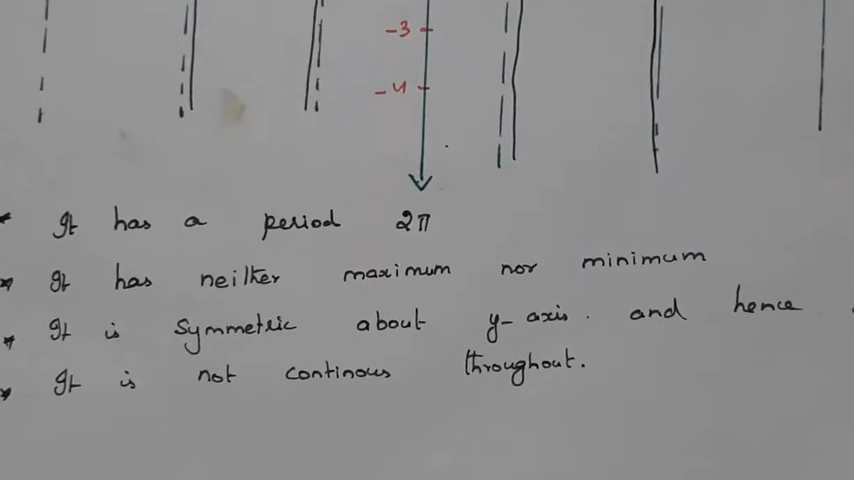 -3
-4
* It has a period 2π
* It has neither maximum nor minimum
* It is symmetric about y-axis. and hence
* It is not continous throughout.